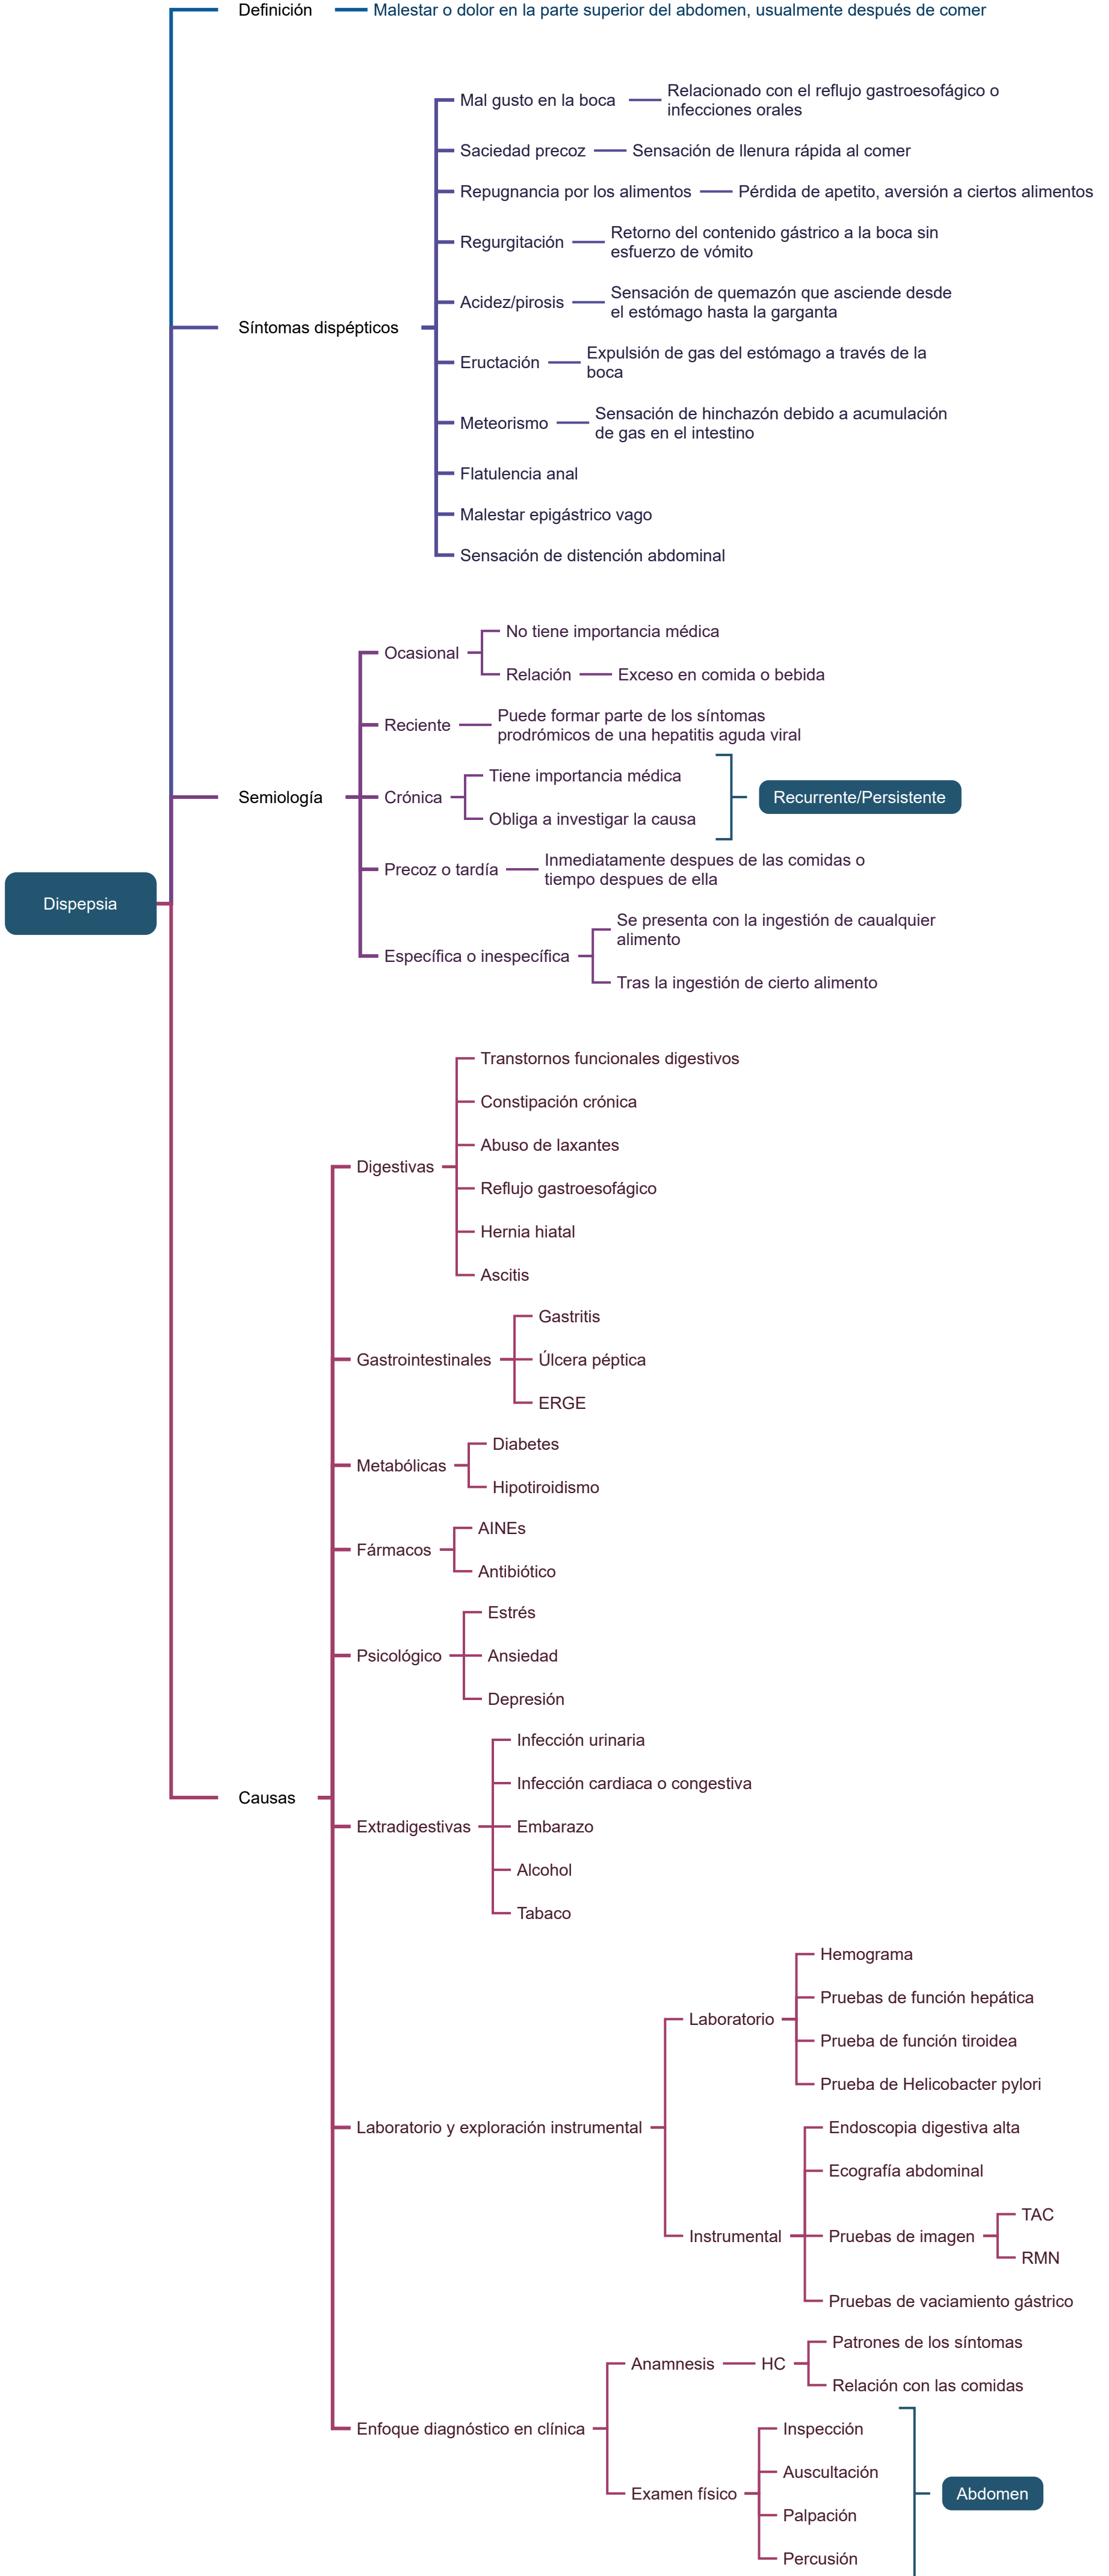 Definición
Malestar o dolor en la parte superior del abdomen, usualmente después de comer
Síntomas dispépticos
Mal gusto en la boca
Relacionado con el reflujo gastroesofágico o
infecciones orales
Saciedad precoz
Sensación de llenura rápida al comer
Repugnancia por los alimentos
Pérdida de apetito, aversión a ciertos alimentos
Regurgitación
Retorno del contenido gástrico a la boca sin
esfuerzo de vómito
Acidez/pirosis
Sensación de quemazón que asciende desde
el estómago hasta la garganta
Eructación
Expulsión de gas del estómago a través de la
boca
Meteorismo
Sensación de hinchazón debido a acumulación
de gas en el intestino
Flatulencia anal
Malestar epigástrico vago
Sensación de distención abdominal
Semiología
Ocasional
No tiene importancia médica
Relación
Exceso en comida o bebida
Reciente
Puede formar parte de los síntomas
prodrómicos de una hepatitis aguda viral
Crónica
Tiene importancia médica
Obliga a investigar la causa
Recurrente/Persistente
Precoz o tardía
Inmediatamente despues de las comidas o
tiempo despues de ella
Específica o inespecífica
Se presenta con la ingestión de caualquier
alimento
Tras la ingestión de cierto alimento
Dispepsia
Causas
Digestivas
Transtornos funcionales digestivos
Constipación crónica
Abuso de laxantes
Reflujo gastroesofágico
Hernia hiatal
Ascitis
Gastrointestinales
Gastritis
Úlcera péptica
ERGE
Metabólicas
Diabetes
Hipotiroidismo
Fármacos
AINEs
Antibiótico
Psicológico
Estrés
Ansiedad
Depresión
Extradigestivas
Infección urinaria
Infección cardiaca o congestiva
Embarazo
Alcohol
Tabaco
Laboratorio y exploración instrumental
Laboratorio
Hemograma
Pruebas de función hepática
Prueba de función tiroidea
Prueba de Helicobacter pylori
Instrumental
Endoscopia digestiva alta
Ecografía abdominal
Pruebas de imagen
TAC
RMN
Pruebas de vaciamiento gástrico
Enfoque diagnóstico en clínica
Anamnesis
HC
Patrones de los síntomas
Relación con las comidas
Examen físico
Inspección
Auscultación
Palpación
Percusión
Abdomen